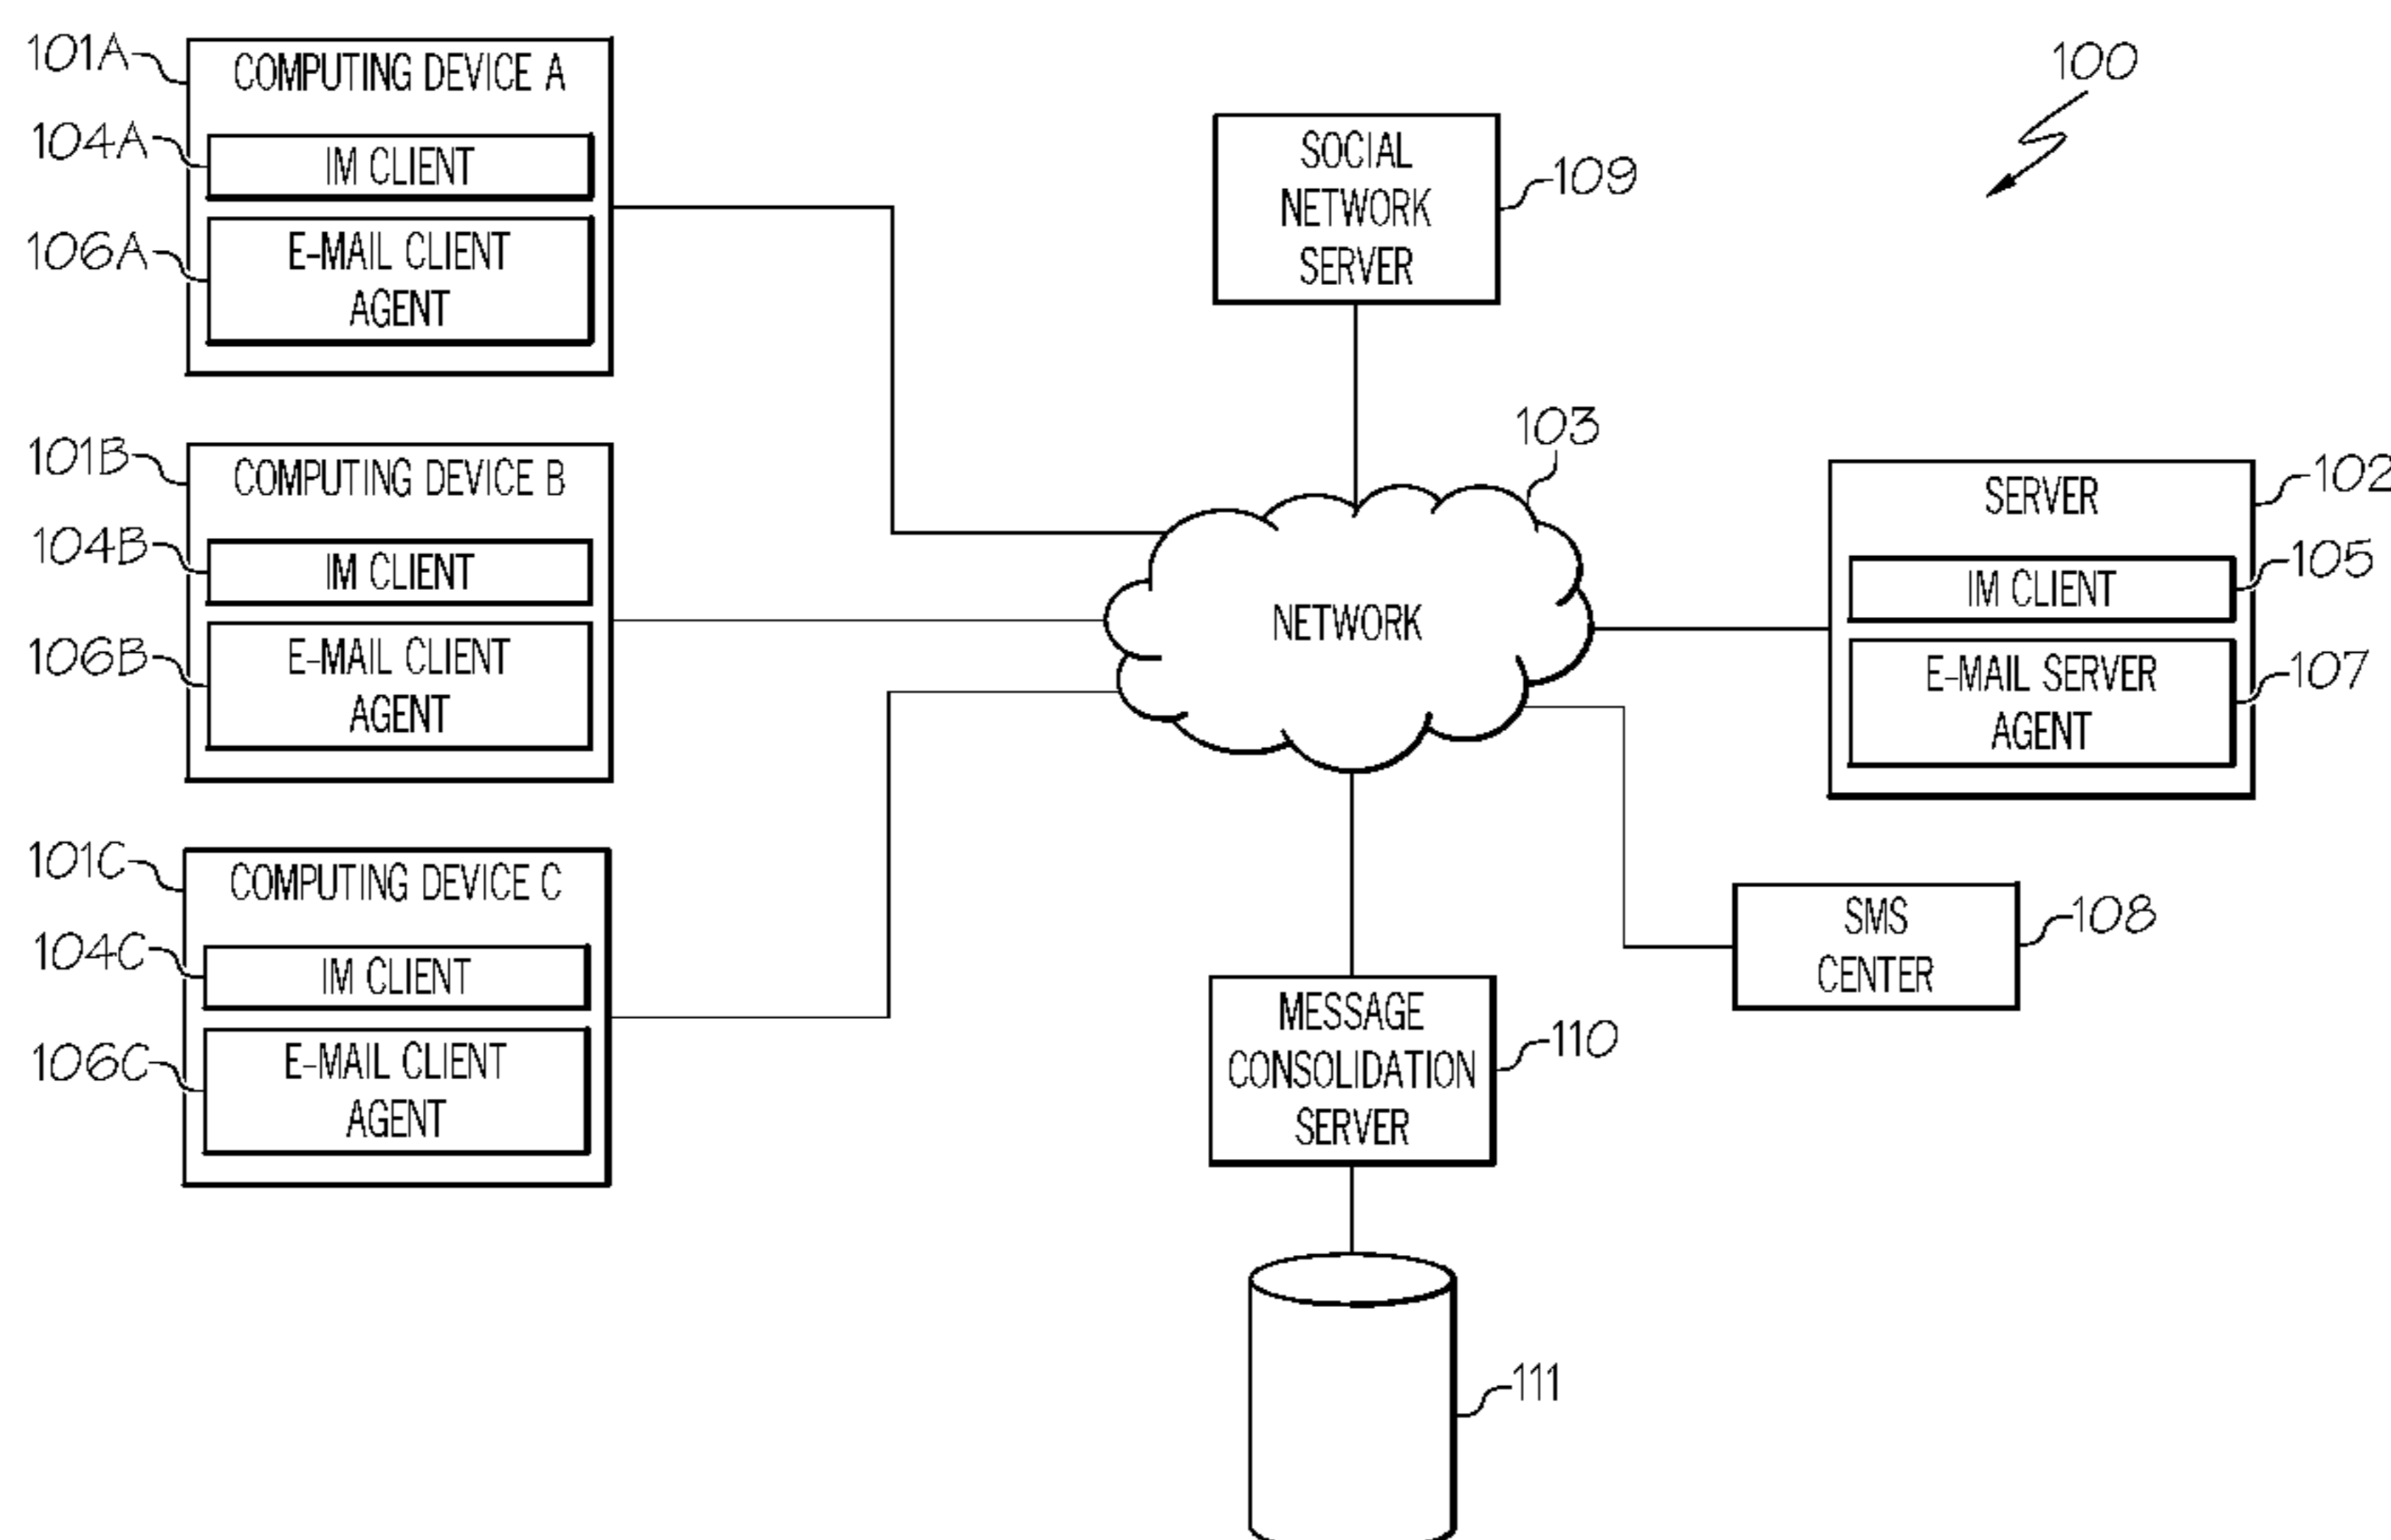 101A
COMPUTING DEVICE A
104A
IM CLIENT
106A
E-MAIL CLIENT
AGENT
101B
COMPUTING DEVICE B
104B
IM CLIENT
106B
E-MAIL CLIENT
AGENT
101C
COMPUTING DEVICE C
104C
IM CLIENT
106C
E-MAIL CLIENT
AGENT
SOCIAL
NETWORK
SERVER
109
100
103
NETWORK
SERVER
102
IM CLIENT
105
E-MAIL SERVER
AGENT
107
SMS
CENTER
108
MESSAGE
CONSOLIDATION
SERVER
110
111